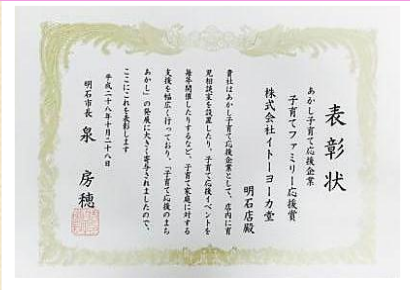 表彰状
あかし子育て応援企業
子育てファミリー応援賞
株式会社イトーヨーカ堂
明石店殿
貴社はあかし子育て応援企業として、店内に育
児相談室を設置したり、子育て応援イベントを
毎年開催したりするなど、子育て家庭に対する
支援を幅広く行っており、「子育て応援のまち
あかし」の発展に大きく寄与されましたので、
ここにこれを表彰します
平成二十八年十月二十八日
明石市長 泉 房穂